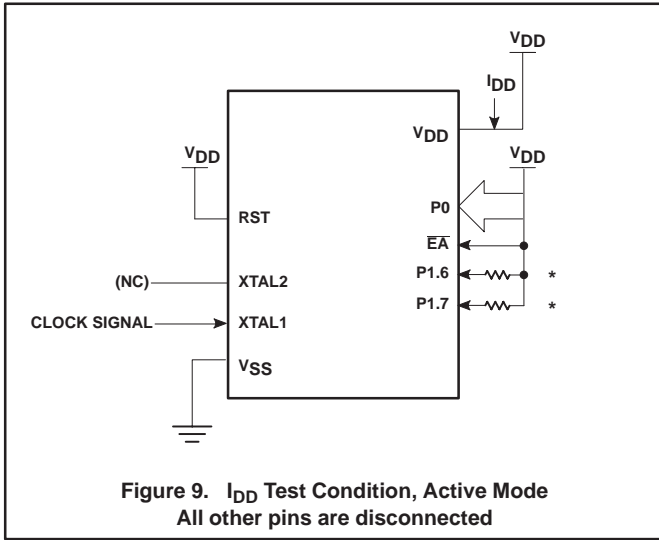 VDD
IDD
VDD
VDD
VDD
P0
RST
EA
(NC)
XTAL2
P1.6
*
P1.7
*
CLOCK SIGNAL
XTAL1
VSS
Figure 9. IDD Test Condition, Active Mode
All other pins are disconnected